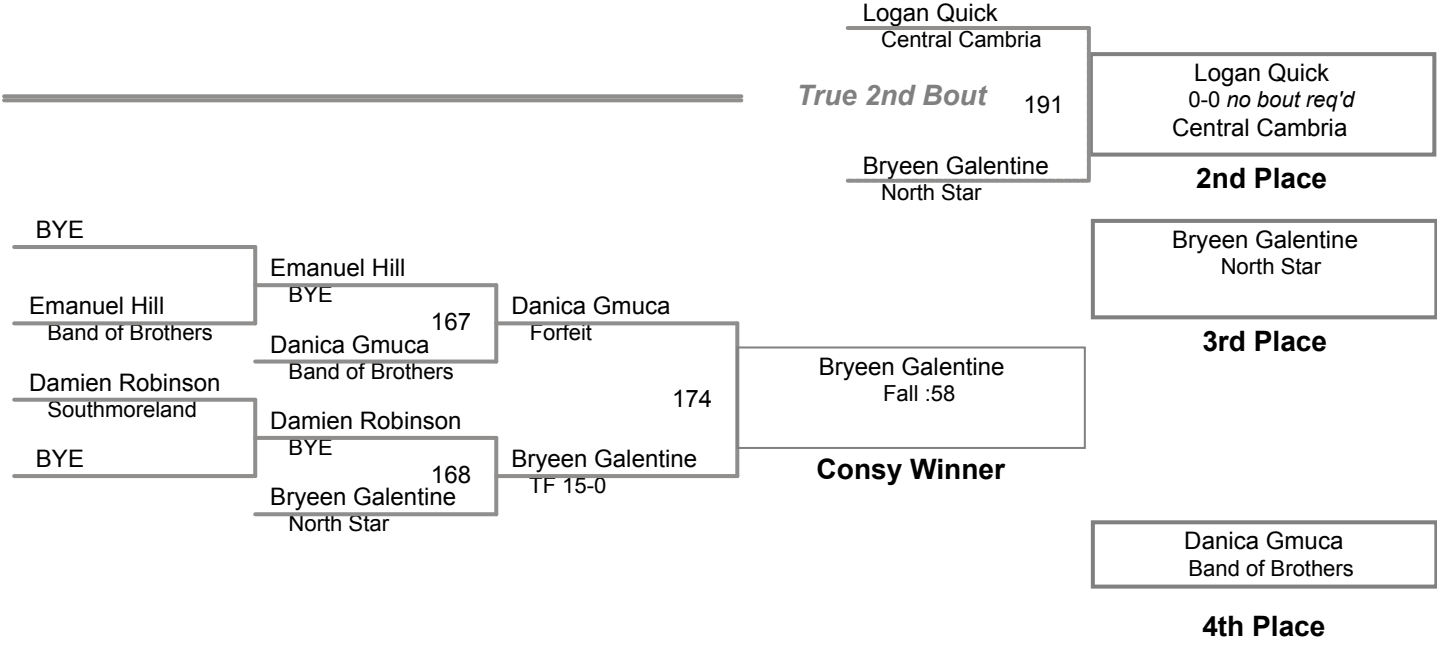 Logan Quick
Central Cambria
True 2nd Bout
191
Logan Quick
0-0 no bout req'd
Central Cambria
Bryeen Galentine
North Star
2nd Place
BYE
Emanuel Hill
BYE
Bryeen Galentine
North Star
Emanuel Hill
Band of Brothers
167
Danica Gmuca
Forfeit
3rd Place
Danica Gmuca
Band of Brothers
Damien Robinson
Southmoreland
174
Bryeen Galentine
Fall :58
Damien Robinson
BYE
BYE
168
Bryeen Galentine
TF 15-0
Consy Winner
Bryeen Galentine
North Star
Danica Gmuca
Band of Brothers
4th Place